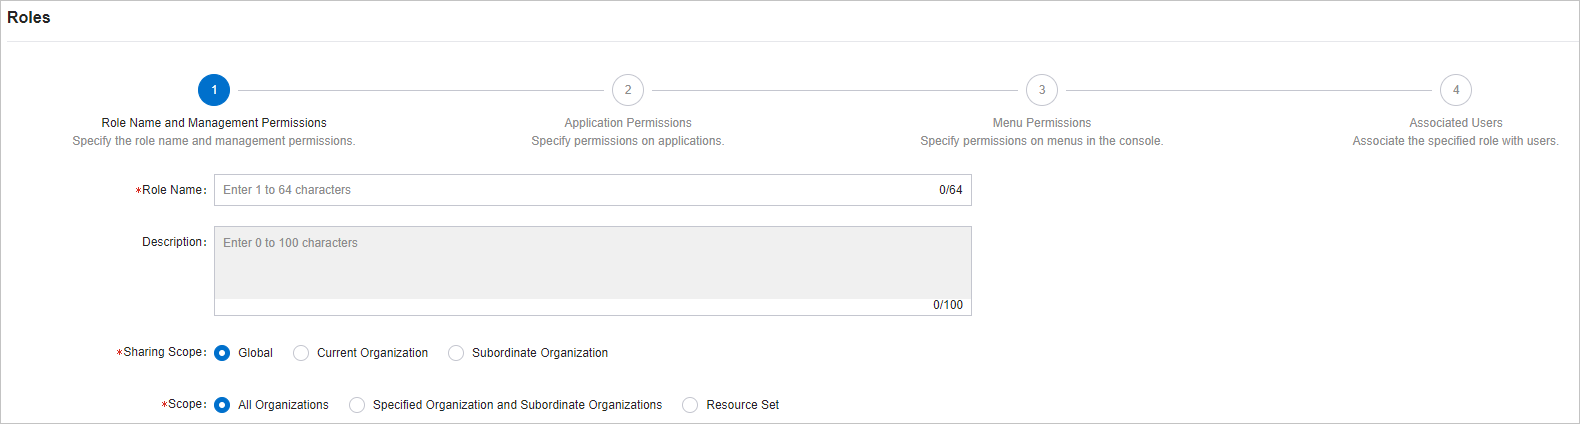 Roles
1 2 3 4
Role Name and Management Permissions Application Permissions Menu Permissions Associated Users
Specify the role name and management permissions. Specify permissions on applications. Specify permissions on menus in the console. Associate the specified role with users.
*Role Name: Enter 1 to 64 characters 0/64
Description: Enter 0 to 100 characters
0/100
*Sharing Scope: Global Current Organization Subordinate Organization
*Scope: All Organizations Specified Organization and Subordinate Organizations Resource Set